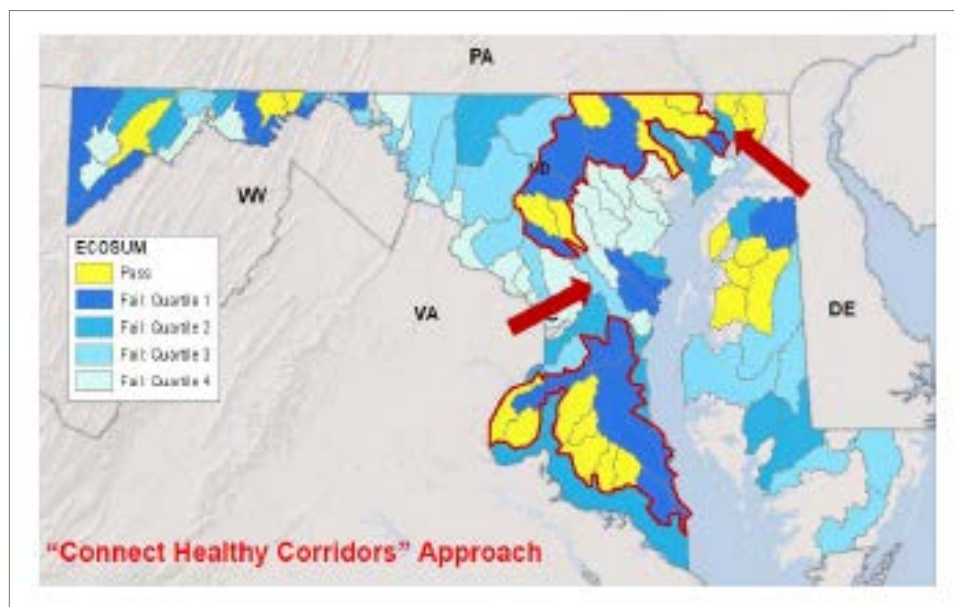 PA
MD
WV
ECOSUM
Pass
Fail: Quartile 1
Fail: Quartile 2
Fail: Quartile 3
Fail: Quartile 4
VA
DE
“Connect Healthy Corridors” Approach